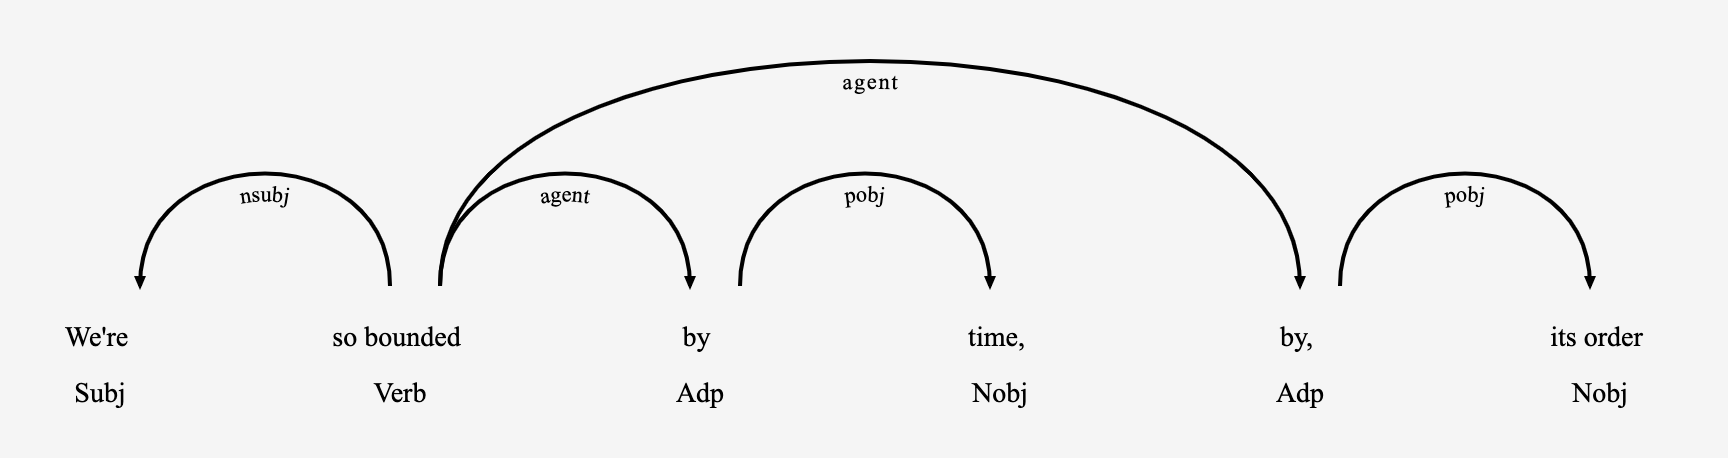 agent
nsubj agent pobj pobj
We're so bounded by time, by, its order
Subj Verb Adp Nobj Adp Nobj